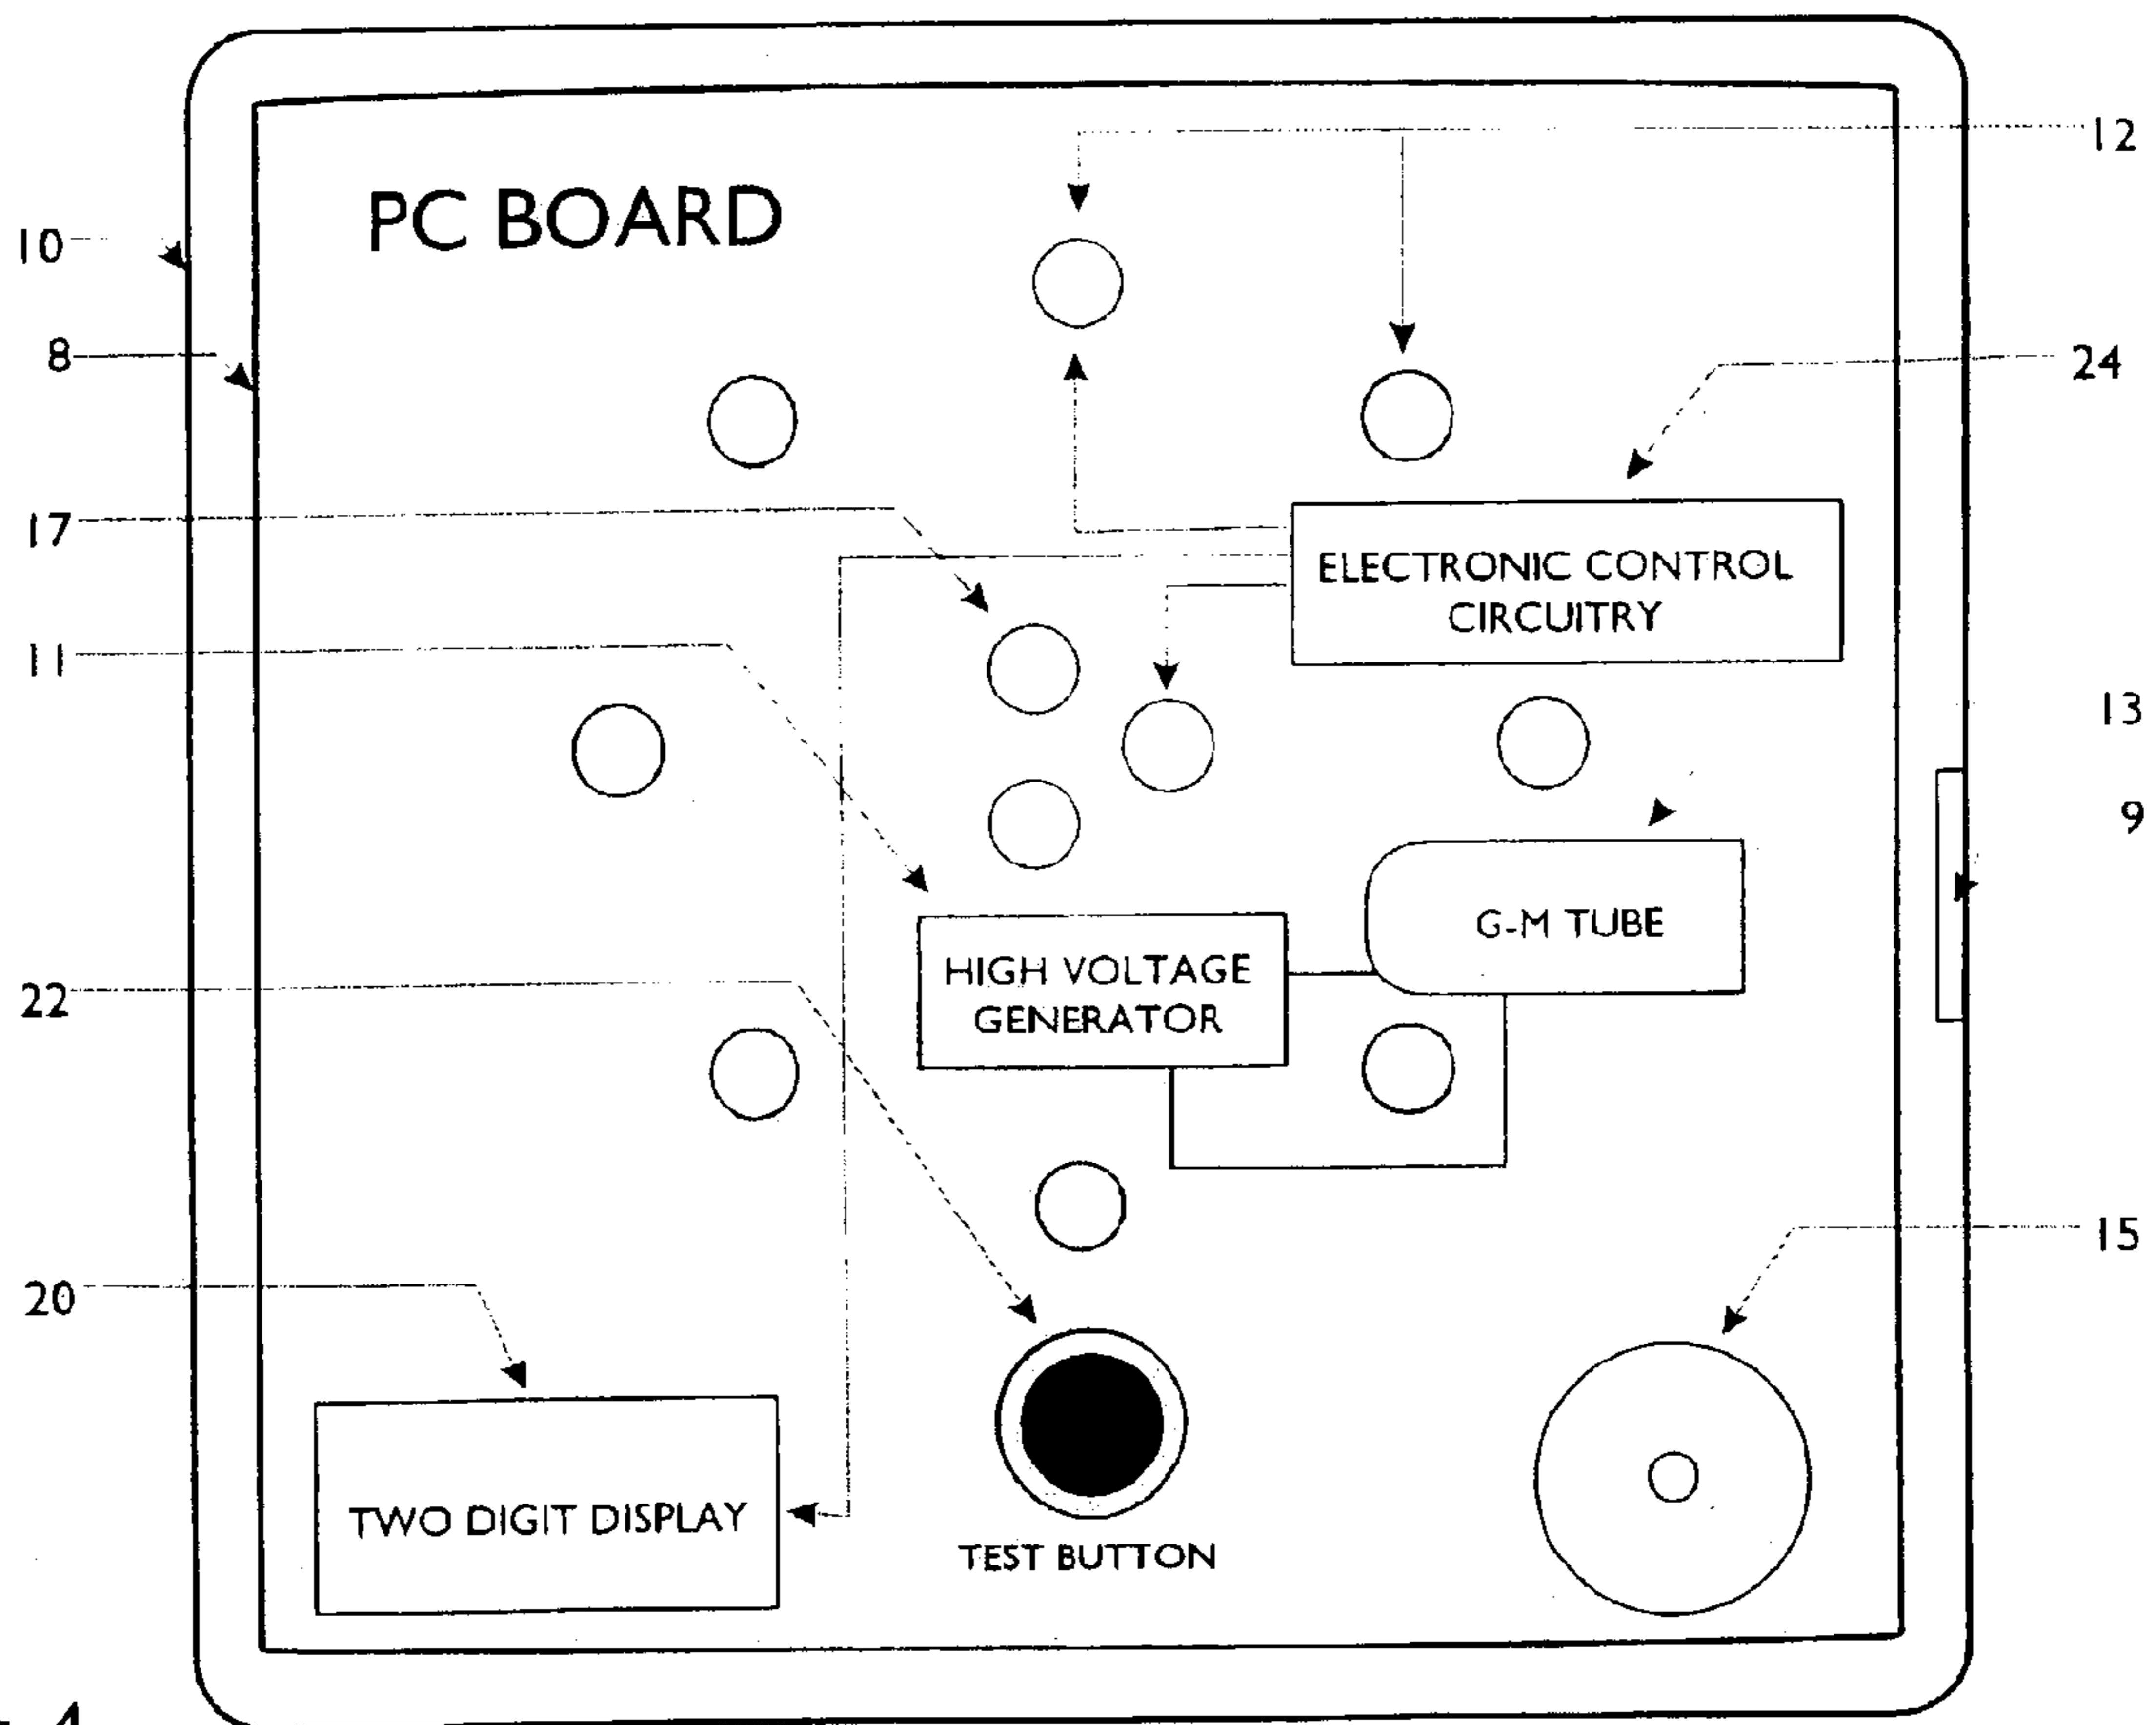 12
PC BOARD
10
8
24
17
ELECTRONIC CONTROL
CIRCUITRY
11
13
9
G-M TUBE
HIGH VOLTAGE
GENERATOR
22
15
20
TWO DIGIT DISPLAY
TEST BUTTON
4